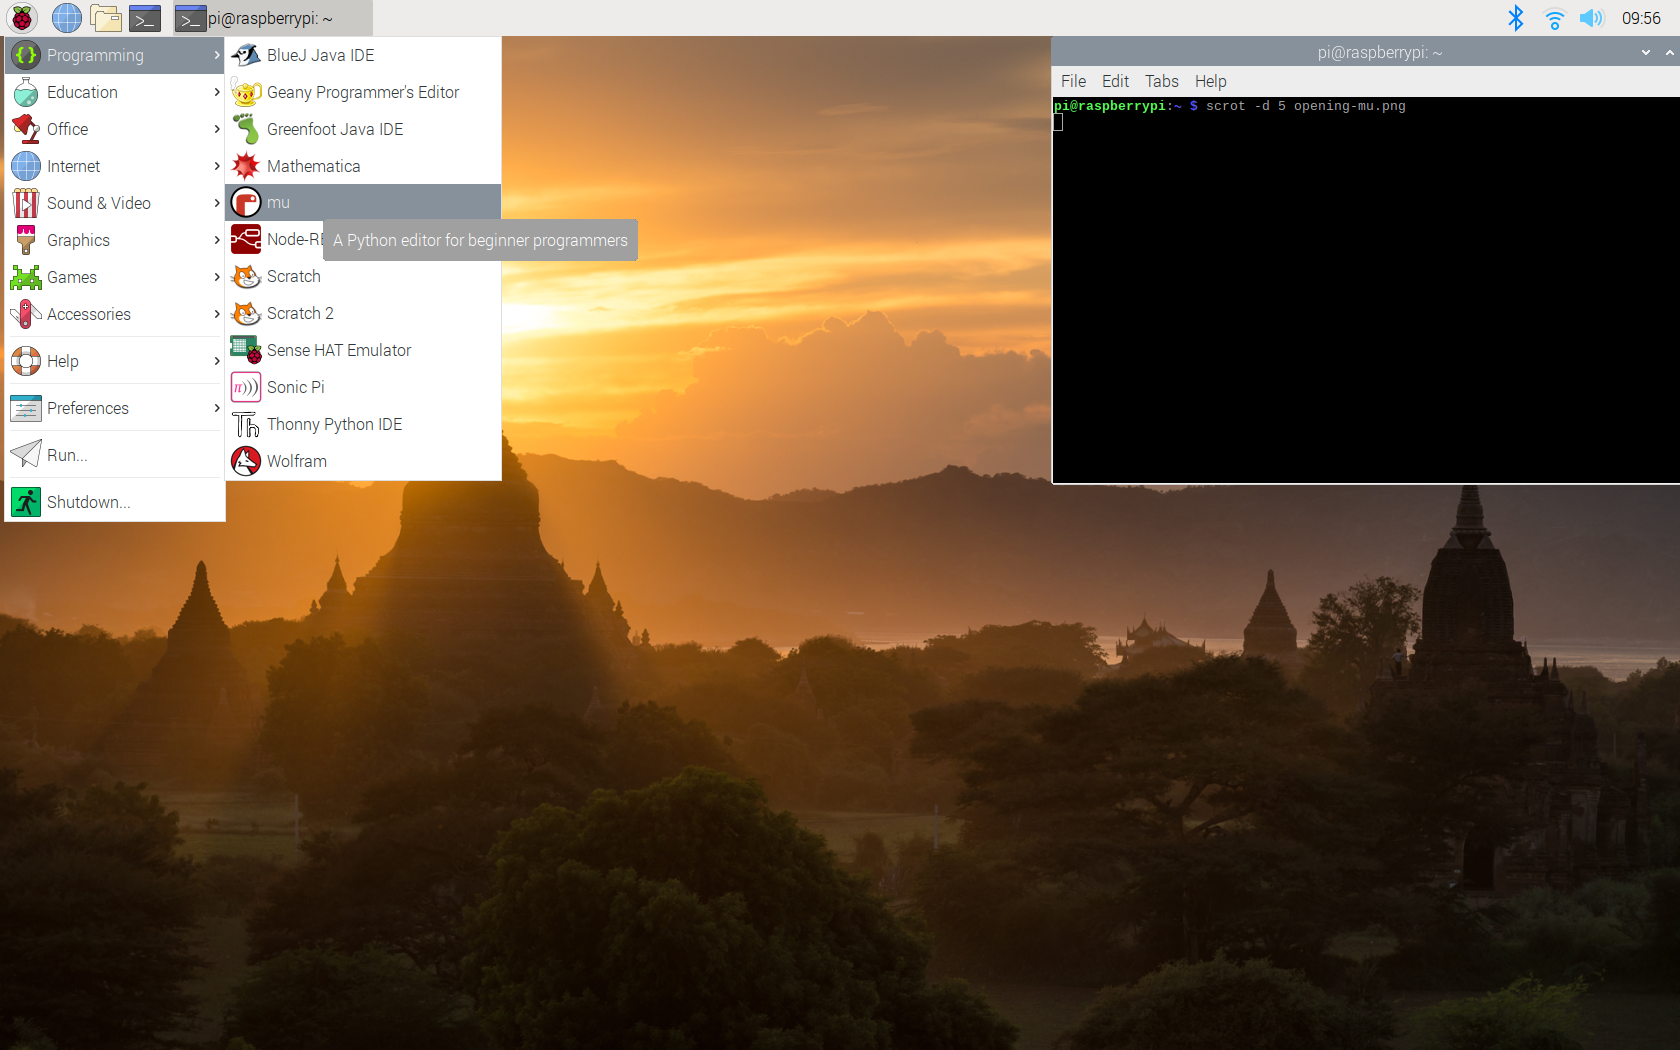 pi@raspberrypi: ~
09:56
Programming
Education
Office
Internet
Sound & Video
Graphics
Games
Accessories
Help
Preferences
Run...
Shutdown...
BlueJ Java IDE
Geany Programmer's Editor
Greenfoot Java IDE
Mathematica
mu
Node-RE
A Python editor for beginner programmers
Scratch
Scratch 2
Sense HAT Emulator
Sonic Pi
Thonny Python IDE
Wolfram
pi@raspberrypi: ~
File Edit Tabs Help
pi@raspberrypi:~ $ scrot -d 5 opening-mu.png